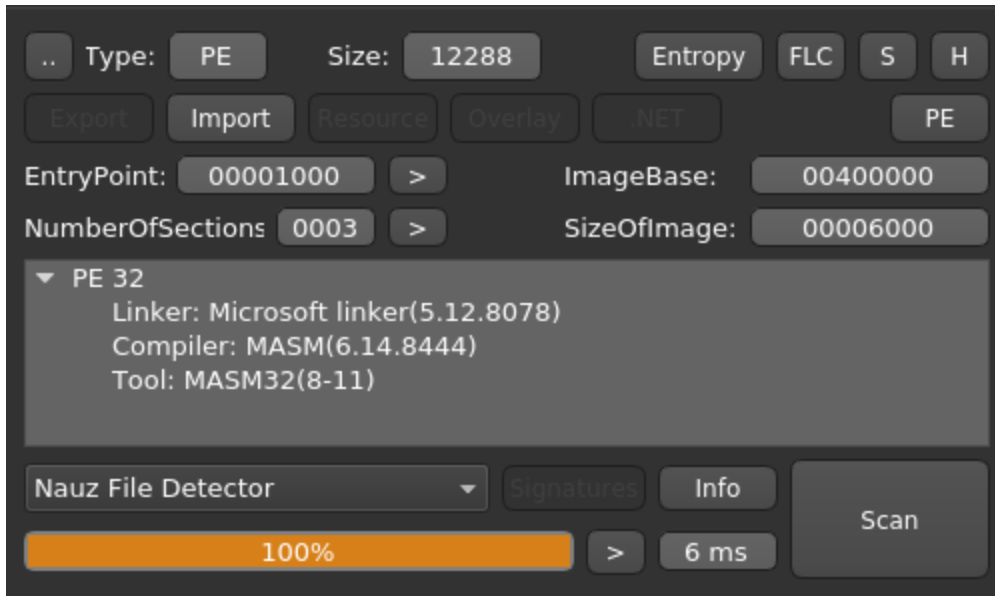 .. Type: PE Size: 12288 Entropy FLC S H
Export Import Resource Overlay .NET PE
EntryPoint: 00001000 > ImageBase: 00400000
NumberOfSections 0003 > SizeOfImage: 00006000
PE 32
Linker: Microsoft linker(5.12.8078)
Compiler: MASM(6.14.8444)
Tool: MASM32(8-11)
Nauz File Detector Signatures Info
Scan
100% > 6 ms